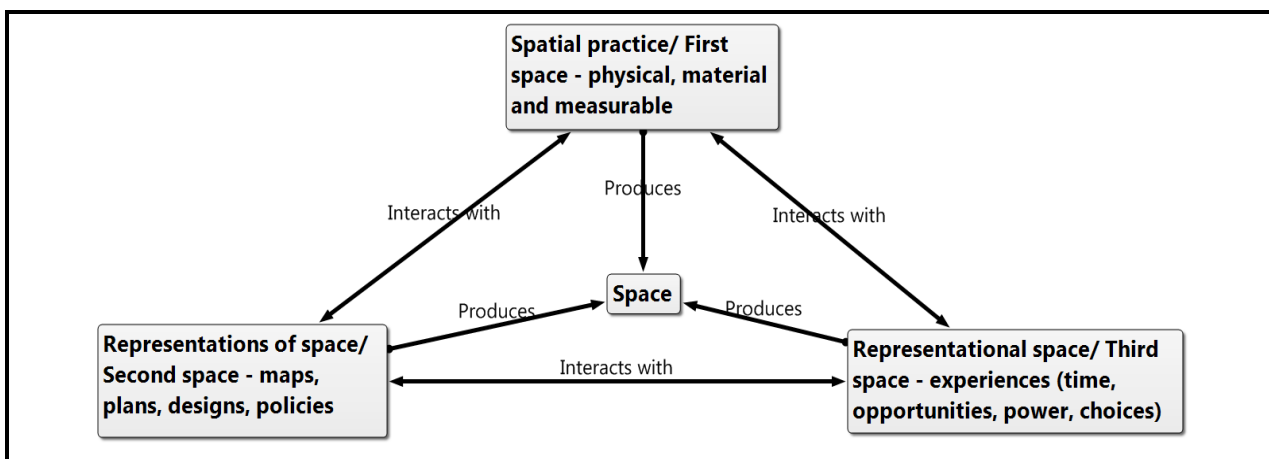 Spatial practice/ First
space - physical, material
and measurable
Produces
Interacts with
Interacts with
Space
Produces
Produces
Representations of space/
Second space - maps,
plans, designs, policies
Interacts with
Representational space/ Third
space - experiences (time,
opportunities, power, choices)